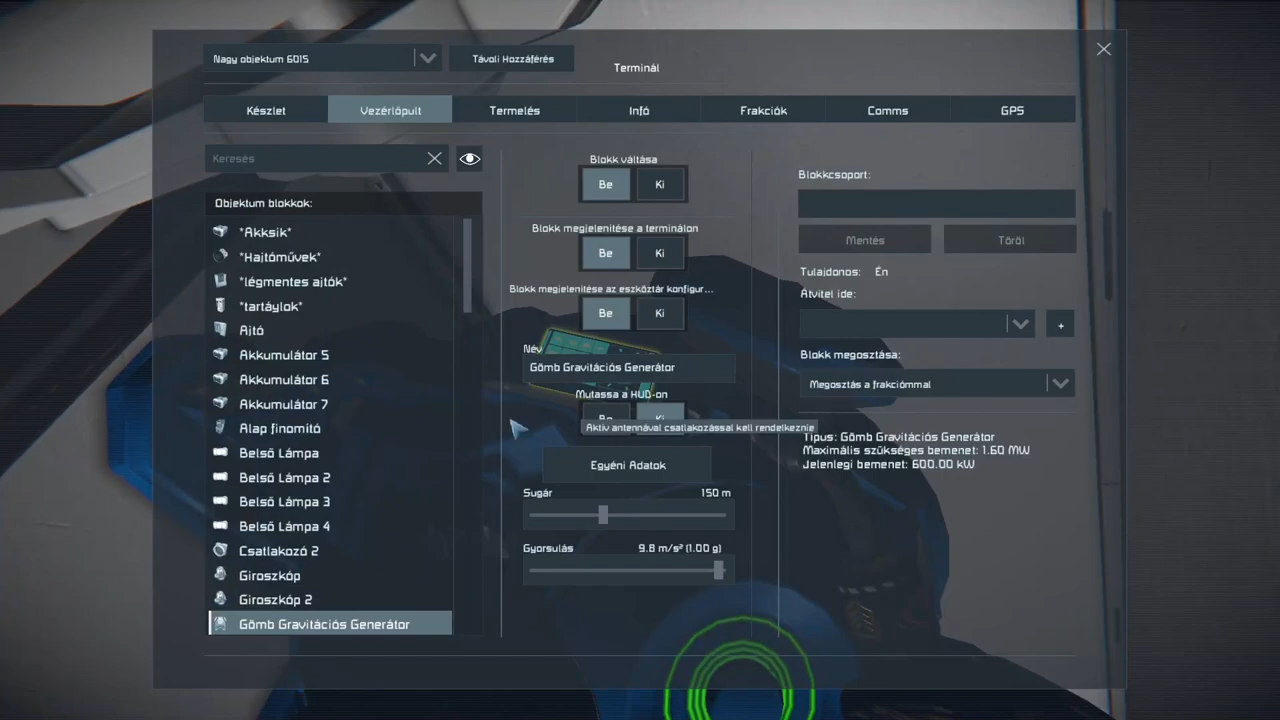 Nagy objektum 6015
Távoli Hozzáférés
Terminál
Készlet
Vezérlőpult
Termelés
Infó
Frakciók
Comms
GPS
Keresés
Objektum blokkok:
*Akksik*
*Hajtóművek*
*légmentes ajtók*
*tartáylok*
Ajtó
Akkumulátor 5
Akkumulátor 6
Akkumulátor 7
Alap finomító
Belső Lámpa
Belső Lámpa 2
Belső Lámpa 3
Belső Lámpa 4
Csatlakozó 2
Giroszkóp
Giroszkóp 2
Gömb Gravitációs Generátor
Blokk váltása
Be Ki
Blokk megjelenítése a terminálon
Be Ki
Blokk megjelenítése az eszköztár konfigur...
Be Ki
Név
Gömb Gravitációs Generátor
Mutassa a HUD-on
Be Ki
Aktív antennával csatlakozással kell rendelkeznie
Egyéni Adatok
Sugár 150 m
Gyorsulás 9.8 m/s² (1.00 g)
Blokkcsoport:
Mentés Töröl
Tulajdonos: Én
Átvitel ide:
+
Blokk megosztása:
Megosztás a frakciómmal
Típus: Gömb Gravitációs Generátor
Maximális szükséges bemenet: 1.60 MW
Jelenlegi bemenet: 600.00 kW